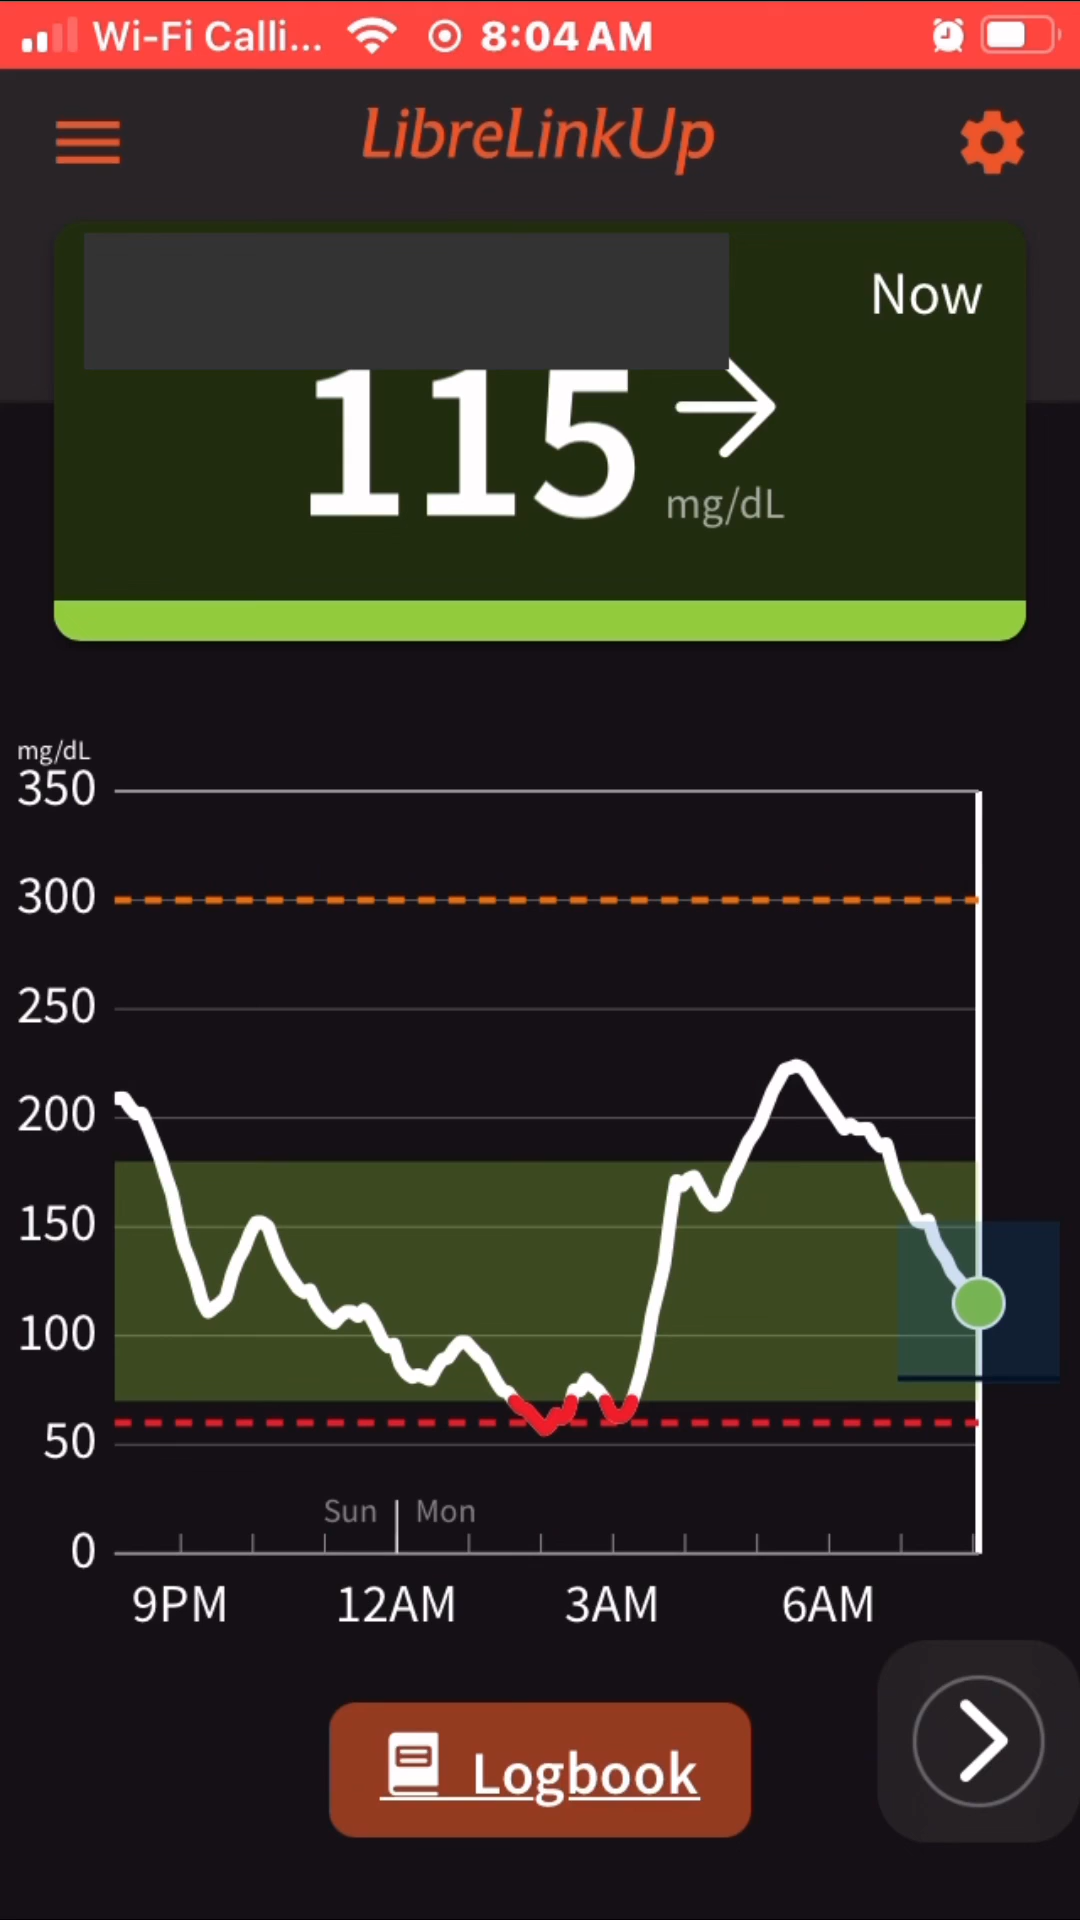 Wi-Fi Calli... 8:04 AM
LibreLinkUp
Now
115
mg/dL
mg/dL
350
300
250
200
150
100
50
0
Sun Mon
9PM 12AM 3AM 6AM
Logbook